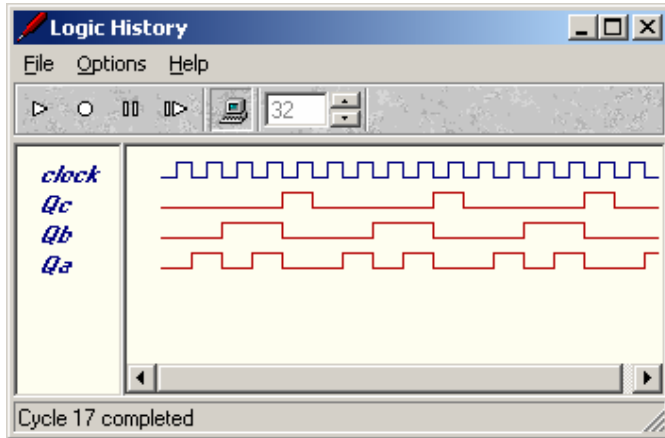 Logic History
File Options Help
32
clock
Qc
Qb
Qa
Cycle 17 completed